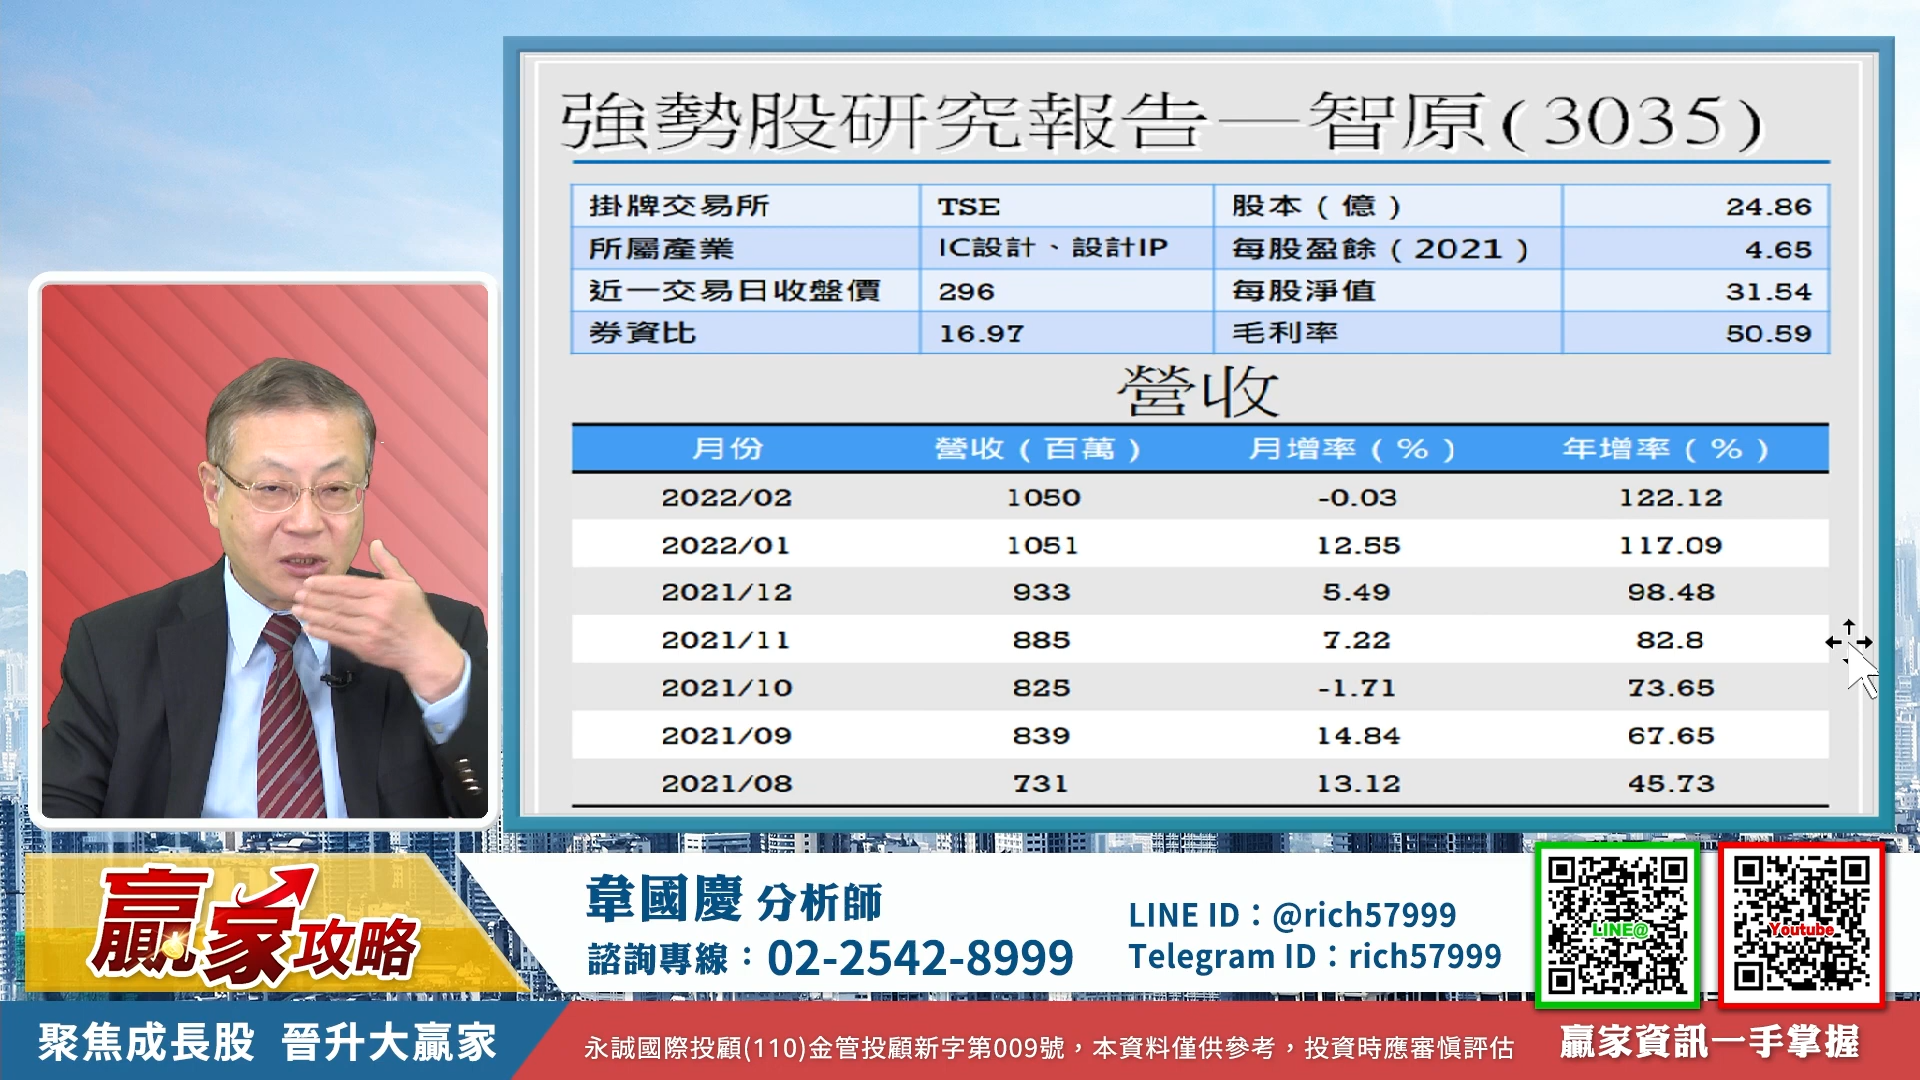 強勢股研究報告—智原(3035)
掛牌交易所 TSE 股本(億) 24.86
所屬產業 IC設計、設計IP 每股盈餘(2021) 4.65
近一交易日收盤價 296 每股淨值 31.54
券資比 16.97 毛利率 50.59
營收
月份 營收(百萬) 月增率(%) 年增率(%)
2022/02 1050 -0.03 122.12
2022/01 1051 12.55 117.09
2021/12 933 5.49 98.48
2021/11 885 7.22 82.8
2021/10 825 -1.71 73.65
2021/09 839 14.84 67.65
2021/08 731 13.12 45.73
贏家攻略
韋國慶 分析師
諮詢專線:02-2542-8999
LINE ID:@rich57999
Telegram ID:rich57999
LINE@
Youtube
聚焦成長股 晉升大贏家
永誠國際投顧(110)金管投顧新字第009號,本資料僅供參考,投資時應審慎評估
贏家資訊一手掌握